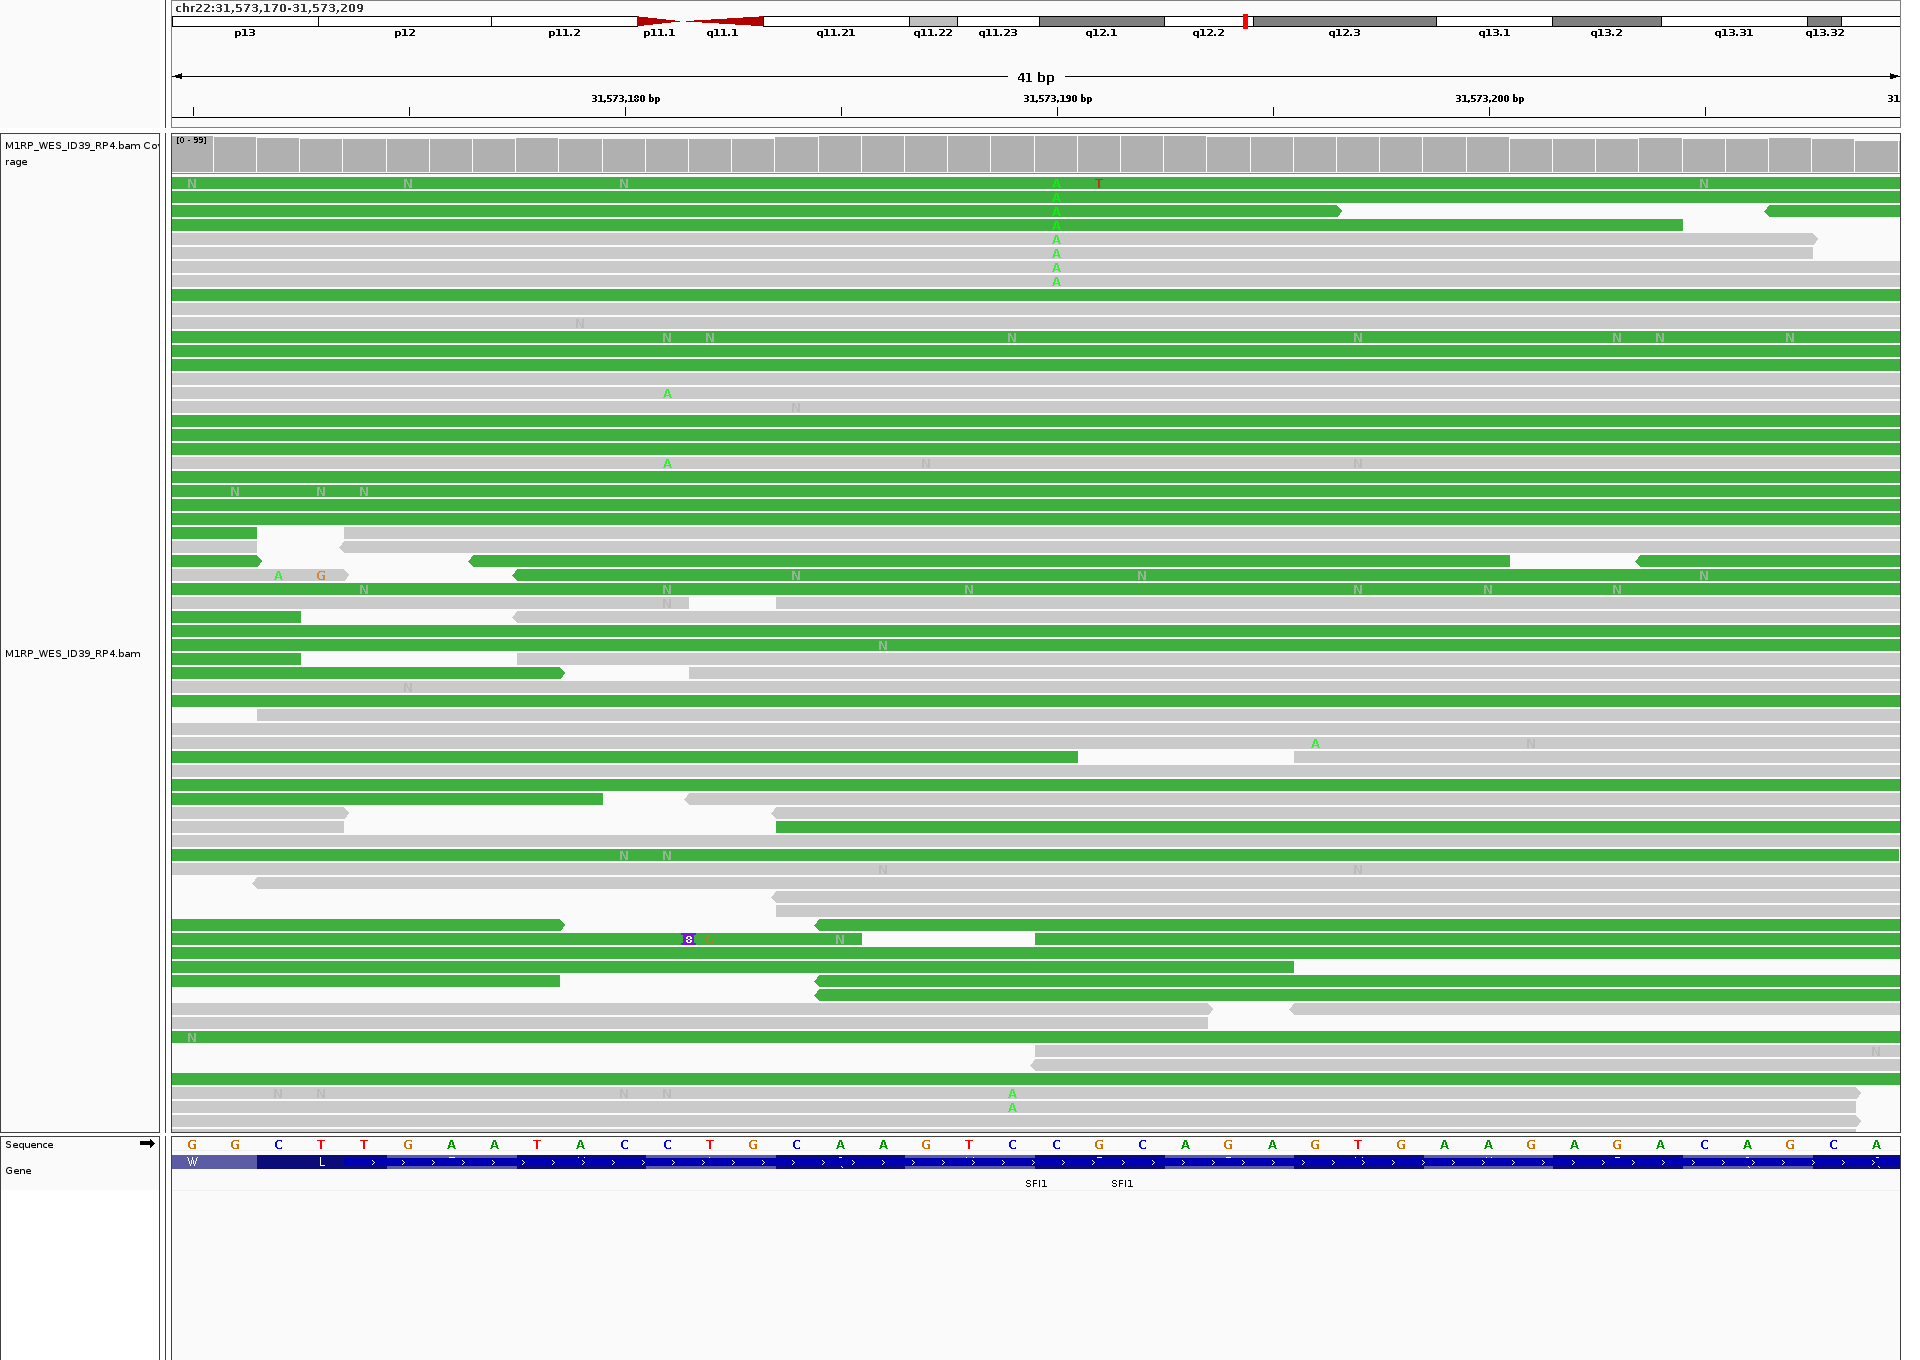 chr22:31,573,170-31,573,209
p13 p12 p11.2 p11.1 q11.1 q11.21 q11.22 q11.23 q12.1 q12.2 q12.3 q13.1 q13.2 q13.31 q13.32
41 bp
31,573,180 bp 31,573,190 bp 31,573,200 bp 31
M1RP_WES_ID39_RP4.bam Co
rage
[0 - 99]
N N N A T N
A
A
A
A
A
A
A
N
N N N N N N N
A
N
A N N
N N N
A G N N N
N N N N N N
N
N
N
M1RP_WES_ID39_RP4.bam
A N
N N
N N
8 G N
N
N
N N N N A
A
Sequence G G C T T G A A T A C C T G C A A G T C C G C A G A G T G A A G A G A C A G C A
Gene W L
SFI1 SFI1